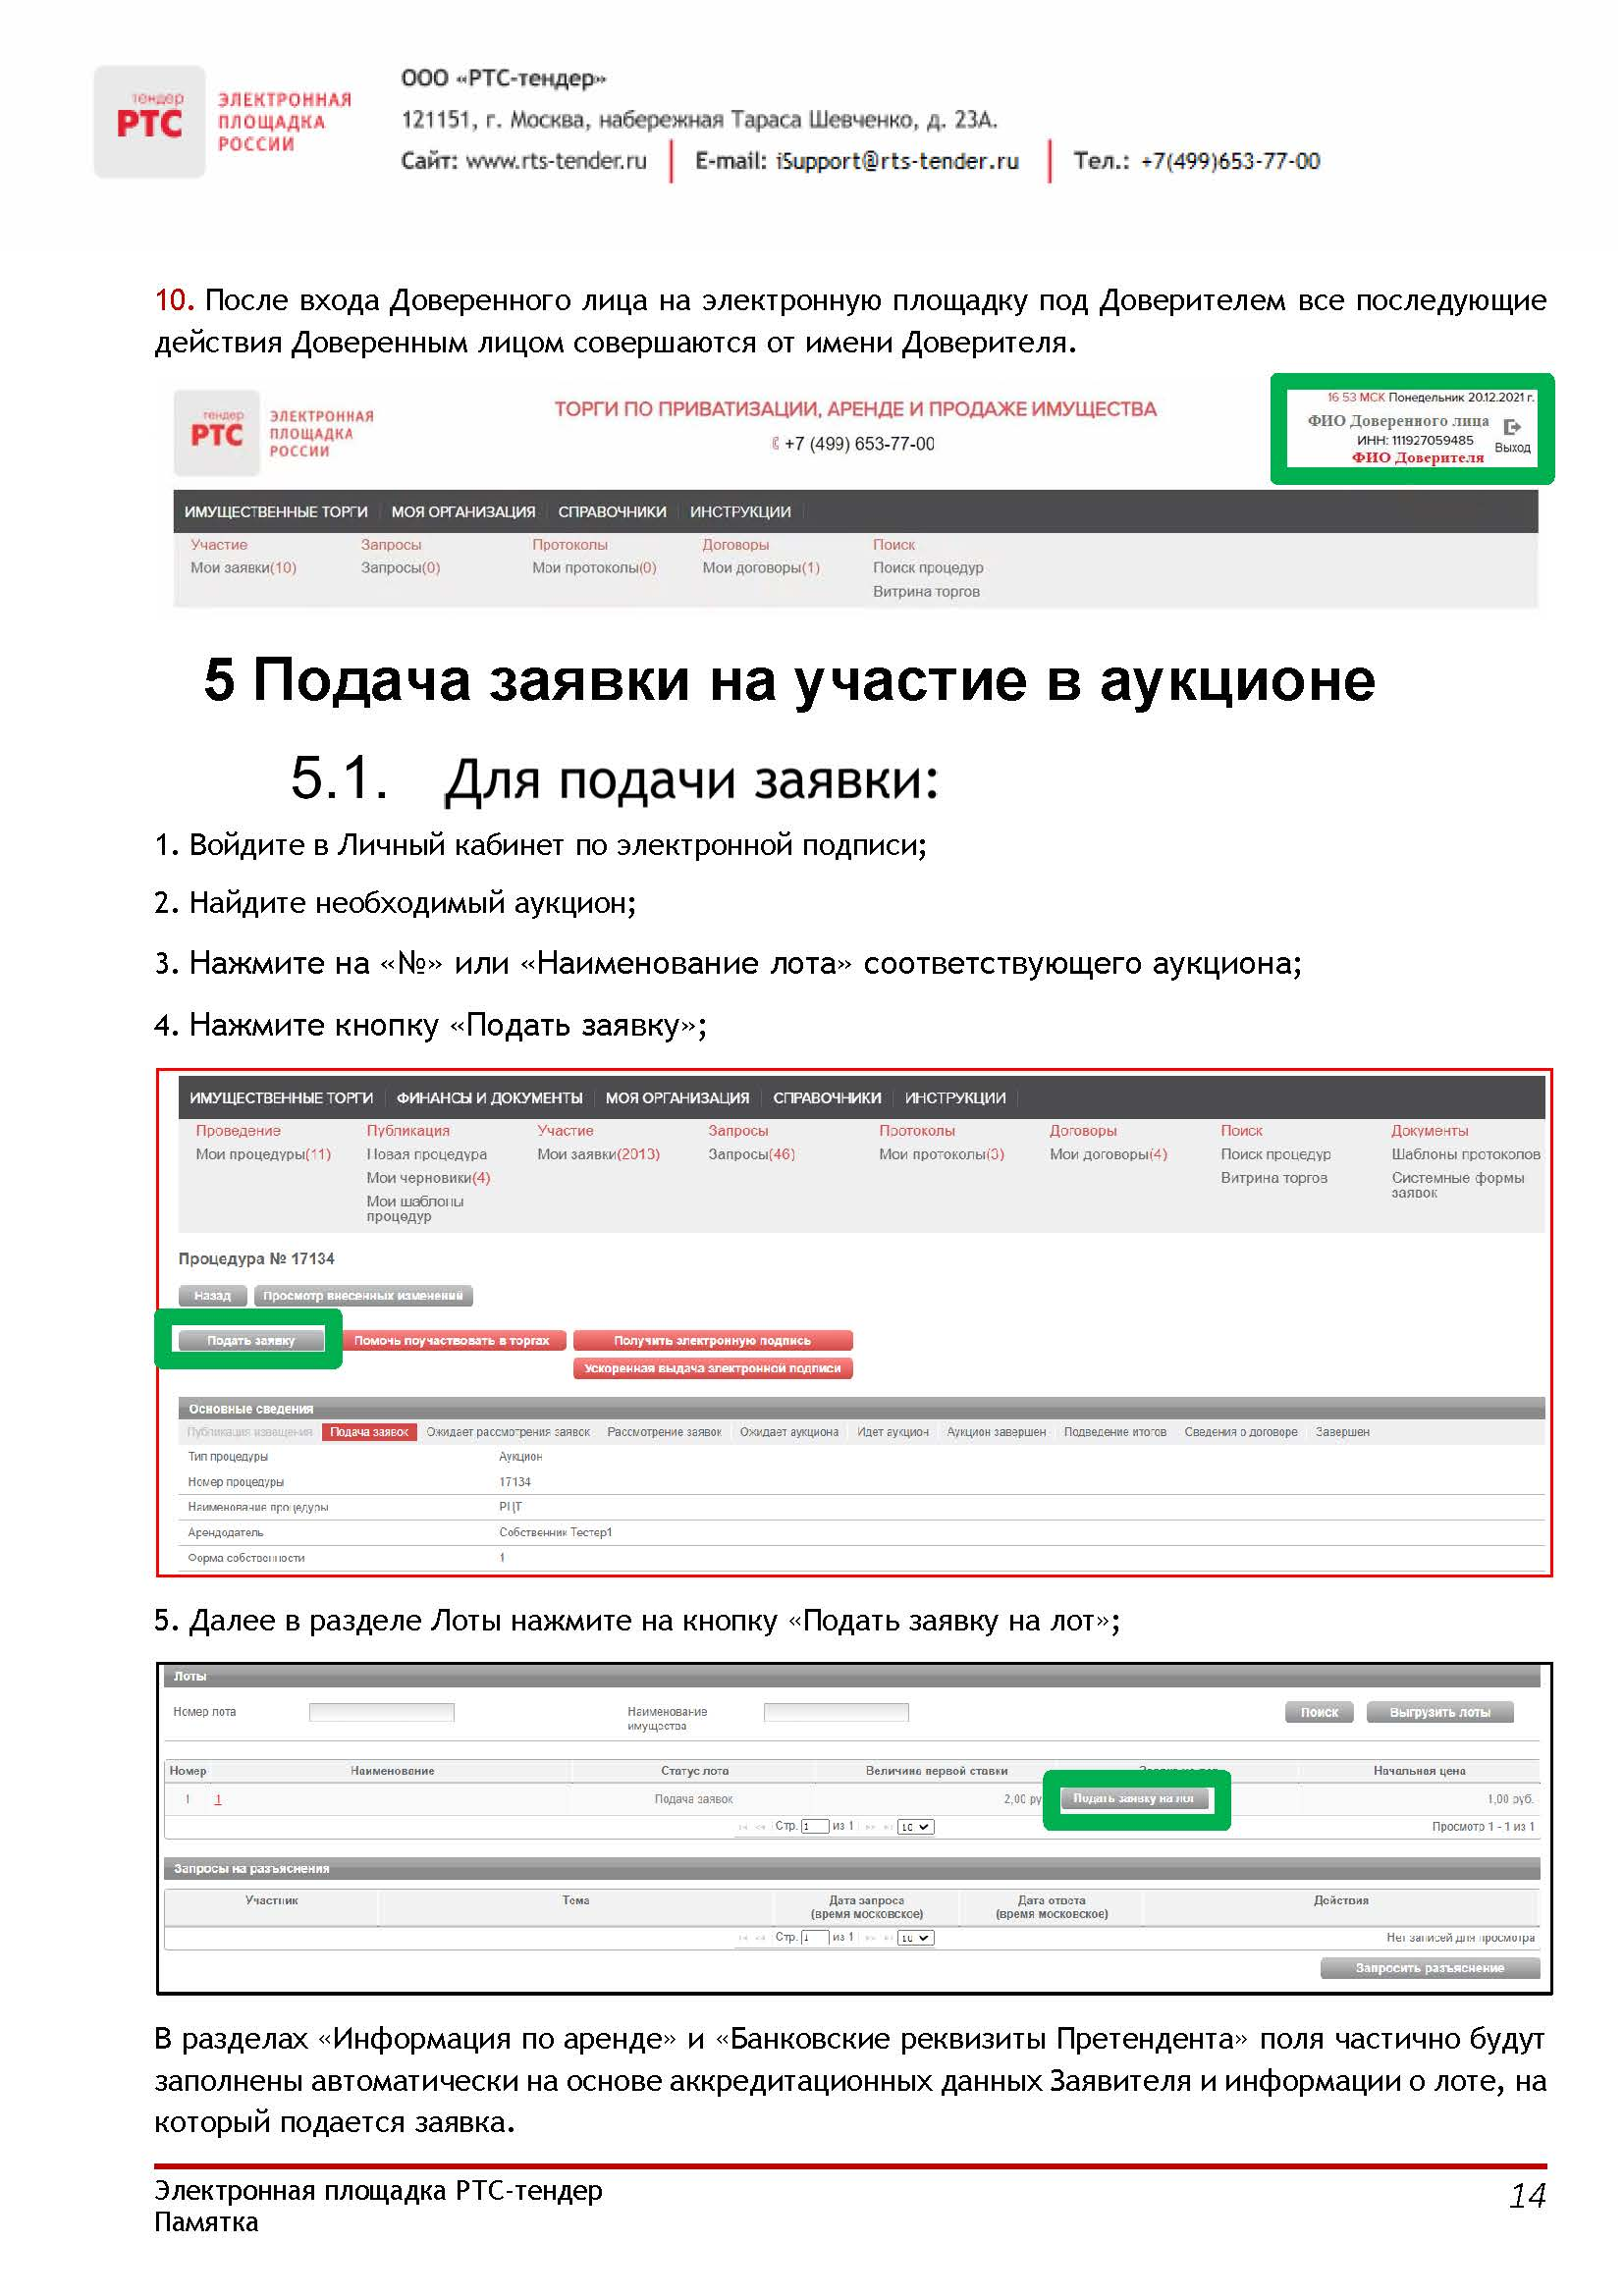 тендер
РТС
ЭЛЕКТРОННАЯ
ПЛОЩАДКА
РОССИИ
ООО «РТС-тендер»
121151, г. Москва, набережная Тараса Шевченко, д. 23А.
Сайт: www.rts-tender.ru E-mail: iSupport@rts-tender.ru Тел.: +7(499)653-77-00
10. После входа Доверенного лица на электронную площадку под Доверителем все последующие
действия Доверенным лицом совершаются от имени Доверителя.
тендер
РТС
ЭЛЕКТРОННАЯ
ПЛОЩАДКА
РОССИИ
ТОРГИ ПО ПРИВАТИЗАЦИИ, АРЕНДЕ И ПРОДАЖЕ ИМУЩЕСТВА
+7 (499) 653-77-00
16 53 МСК Понедельник 20.12.2021 г.
ФИО Доверенного лица
ИНН: 111927059485
ФИО Доверителя
Выход
ИМУЩЕСТВЕННЫЕ ТОРГИ МОЯ ОРГАНИЗАЦИЯ СПРАВОЧНИКИ ИНСТРУКЦИИ
Участие Запросы Протоколы Договоры Поиск
Мои заявки(10) Запросы(0) Мои протоколы(0) Мои договоры(1) Поиск процедур
Витрина торгов
5 Подача заявки на участие в аукционе
5.1. Для подачи заявки:
1. Войдите в Личный кабинет по электронной подписи;
2. Найдите необходимый аукцион;
3. Нажмите на «№» или «Наименование лота» соответствующего аукциона;
4. Нажмите кнопку «Подать заявку»;
ИМУЩЕСТВЕННЫЕ ТОРГИ ФИНАНСЫ И ДОКУМЕНТЫ МОЯ ОРГАНИЗАЦИЯ СПРАВОЧНИКИ ИНСТРУКЦИИ
Проведение Публикация Участие Запросы Протоколы Договоры Поиск Документы
Мои процедуры(11) Новая процедура Мои заявки(2013) Запросы(46) Мои протоколы(3) Мои договоры(4) Поиск процедур Шаблоны протоколов
Мои черновики(4) Витрина торгов Системные формы
заявок
Мои шаблоны
процедур
Процедура № 17134
Назад Просмотр внесенных изменений
Подать заявку Помочь поучаствовать в торгах Получить электронную подпись
Ускоренная выдача электронной подписи
Основные сведения
Публикация извещения Подача заявок Ожидает рассмотрения заявок Рассмотрение заявок Ожидает аукциона Идет аукцион Аукцион завершен Подведение итогов Сведения о договоре Завершен
Тип процедуры Аукцион
Номер процедуры 17134
Наименование процедуры РЦТ
Арендодатель Собственник Тестер1
Форма собственности 1
5. Далее в разделе Лоты нажмите на кнопку «Подать заявку на лот»;
Лоты
Номер лота Наименование
имущества
Поиск Выгрузить лоты
Номер Наименование Статус лота Величина первой ставки Начальная цена
1 1 Подача заявок 2,00 ру Подать заявку на лот 1,00 руб.
Стр. 1 из 1 10 Просмотр 1 - 1 из 1
Запросы на разъяснения
Участник Тема Дата запроса
(время московское)
Дата ответа
(время московское)
Действия
Стр. 1 из 1 10 Нет записей для просмотра
Запросить разъяснение
В разделах «Информация по аренде» и «Банковские реквизиты Претендента» поля частично будут
заполнены автоматически на основе аккредитационных данных Заявителя и информации о лоте, на
который подается заявка.
Электронная площадка РТС-тендер
Памятка
14